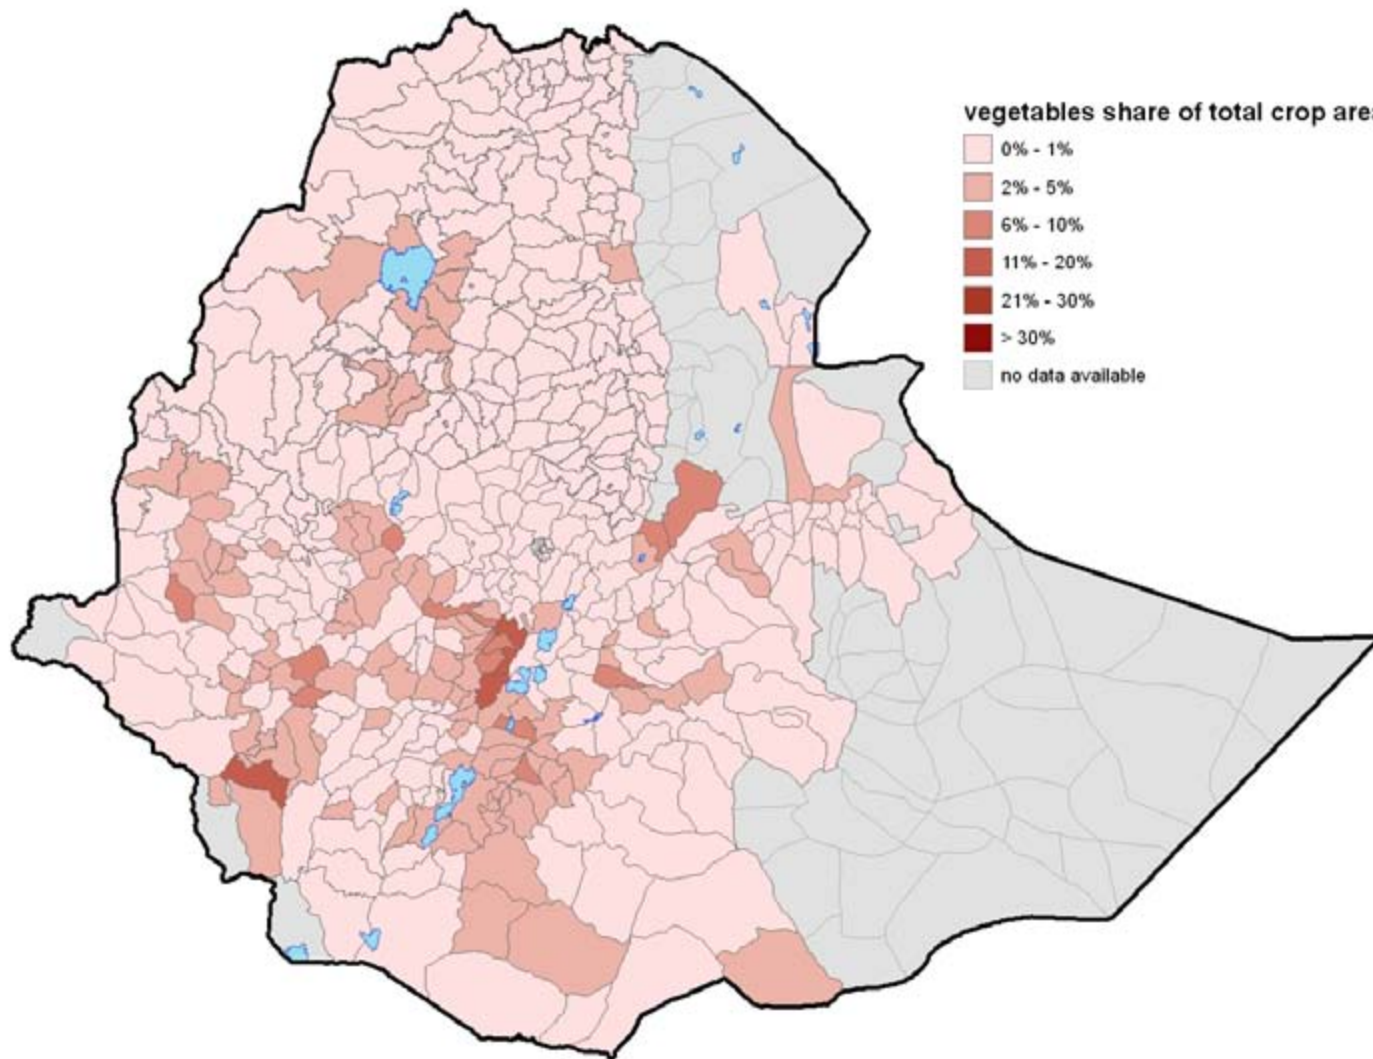 vegetables share of total crop area
0% - 1%
2% - 5%
6% - 10%
11% - 20%
21% - 30%
> 30%
no data available